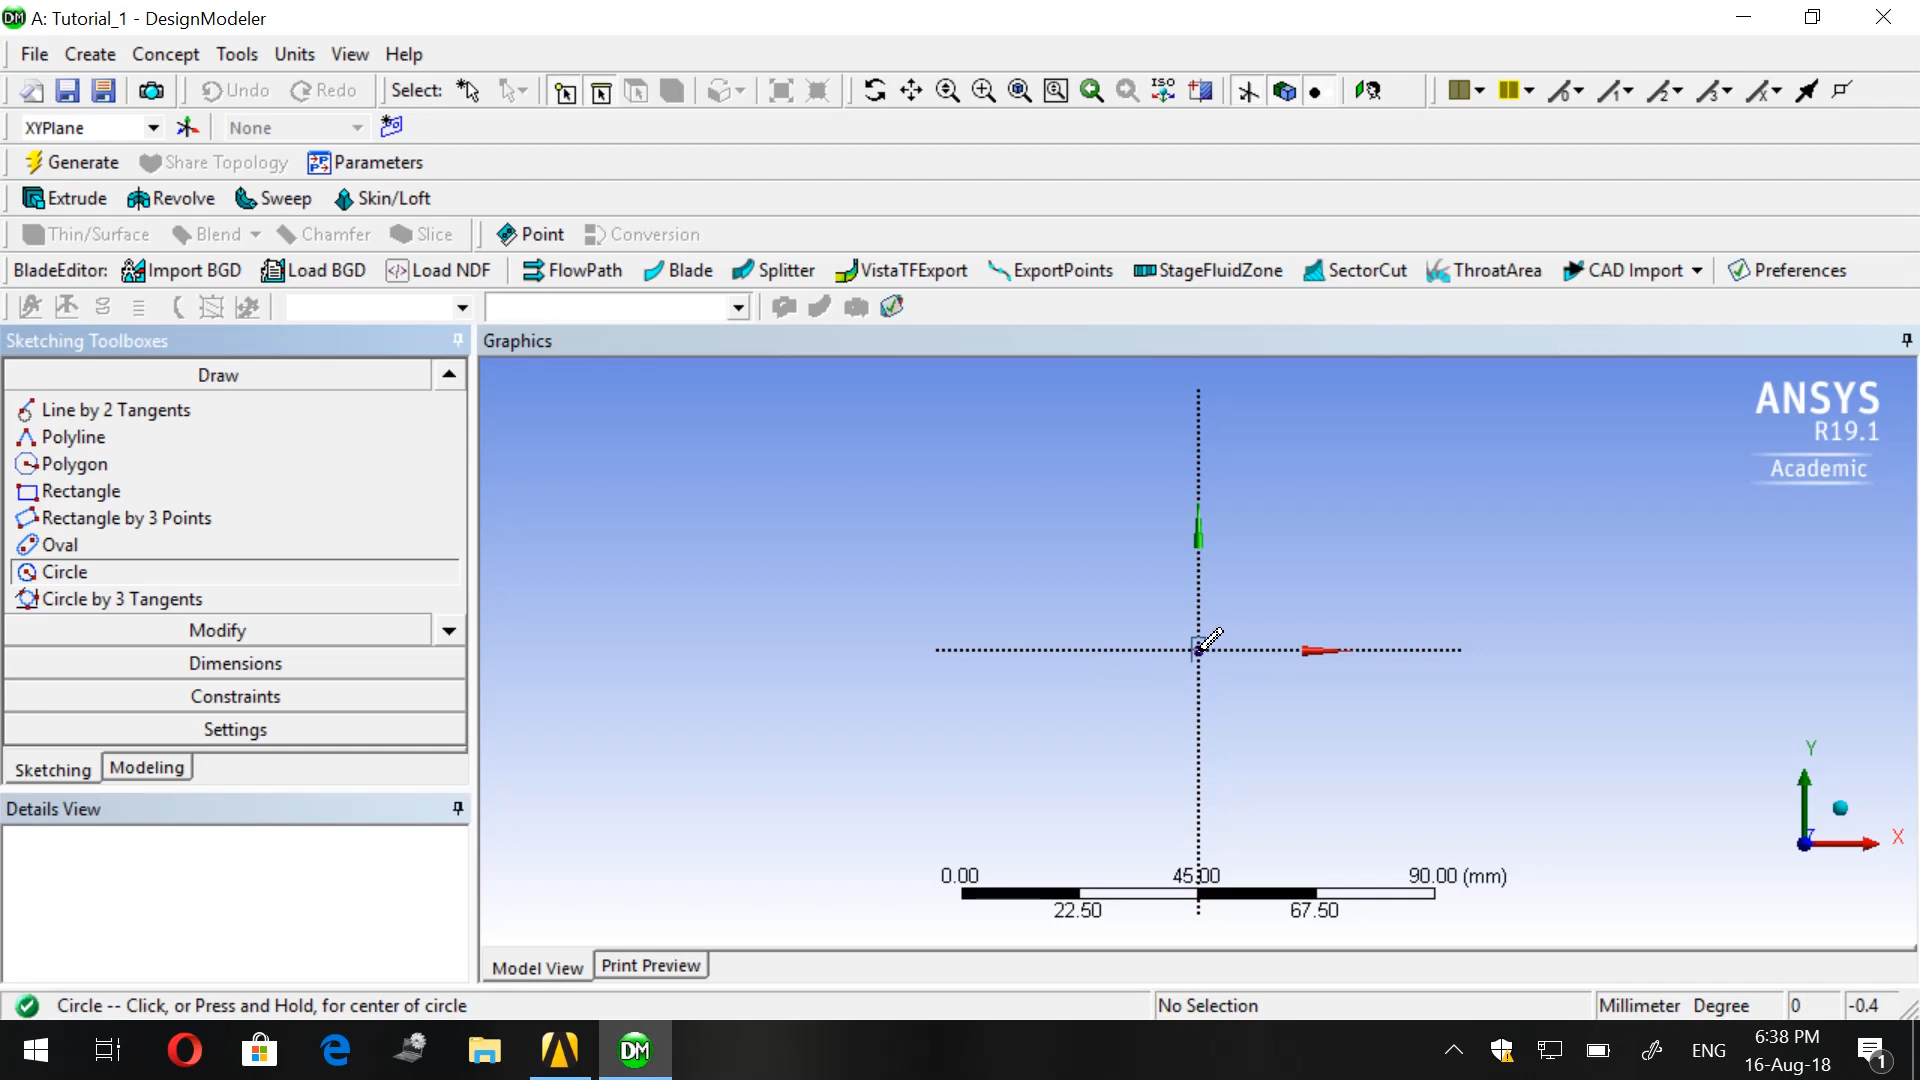 A: Tutorial_1 - DesignModeler
File Create Concept Tools Units View Help
Undo Redo Select: ISO
XYPlane None
Generate Share Topology Parameters
Extrude Revolve Sweep Skin/Loft
Thin/Surface Blend Chamfer Slice Point Conversion
BladeEditor: Import BGD Load BGD Load NDF FlowPath Blade Splitter VistaTFExport ExportPoints StageFluidZone SectorCut ThroatArea CAD Import Preferences
Sketching Toolboxes
Draw
Line by 2 Tangents
Polyline
Polygon
Rectangle
Rectangle by 3 Points
Oval
Circle
Circle by 3 Tangents
Modify
Dimensions
Constraints
Settings
Sketching Modeling
Details View
Graphics
ANSYS
R19.1
Academic
Y
X
0.00 45.00 90.00 (mm)
22.50 67.50
Model View Print Preview
Circle -- Click, or Press and Hold, for center of circle No Selection Millimeter Degree 0 -0.4
DM
ENG
6:38 PM
16-Aug-18
1